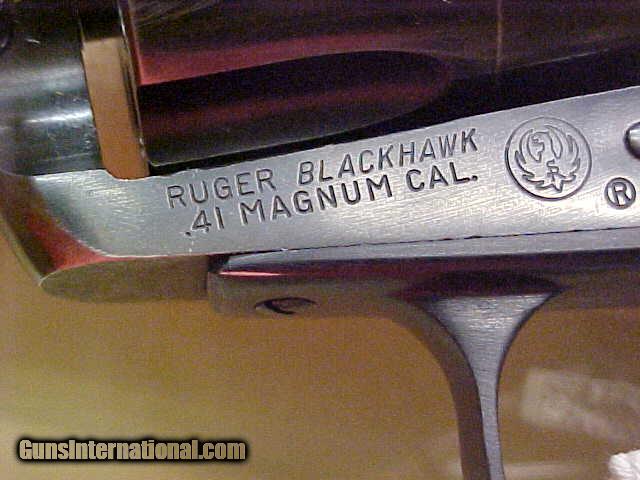 RUGER BLACKHAWK
.41 MAGNUM CAL.
®
GunsInternational.com